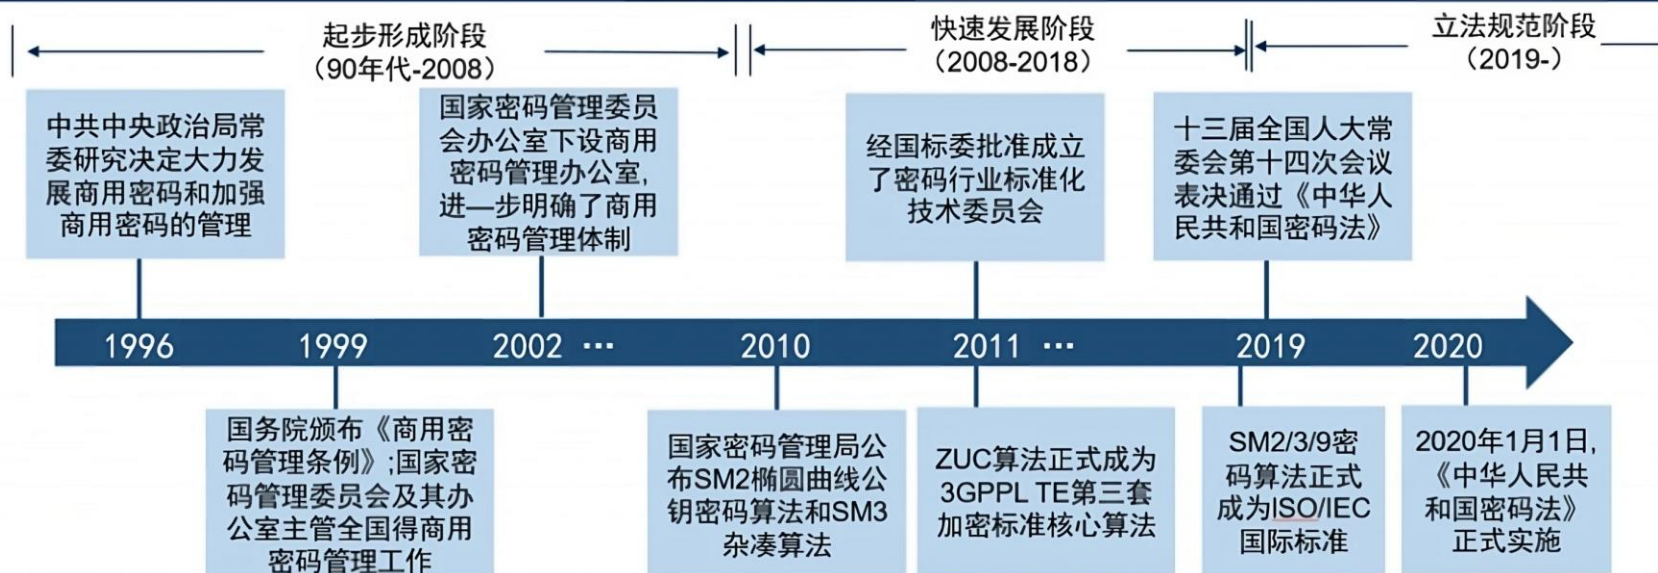 起步形成阶段
（90年代-2008）
快速发展阶段
（2008-2018）
立法规范阶段
（2019-）
中共中央政治局常
委研究决定大力发
展商用密码和加强
商用密码的管理
国家密码管理委员
会办公室下设商用
密码管理办公室,
进—步明确了商用
密码管理体制
经国标委批准成立
了密码行业标准化
技术委员会
十三届全国人大常
委会第十四次会议
表决通过《中华人
民共和国密码法》
1996 1999 2002 … 2010 2011 … 2019 2020
国务院颁布《商用密
码管理条例》;国家密
码管理委员会及其办
公室主管全国得商用
密码管理工作
国家密码管理局公
布SM2椭圆曲线公
钥密码算法和SM3
杂凑算法
ZUC算法正式成为
3GPPL TE第三套
加密标准核心算法
SM2/3/9密
码算法正式
成为ISO/IEC
国际标准
2020年1月1日,
《中华人民共
和国密码法》
正式实施